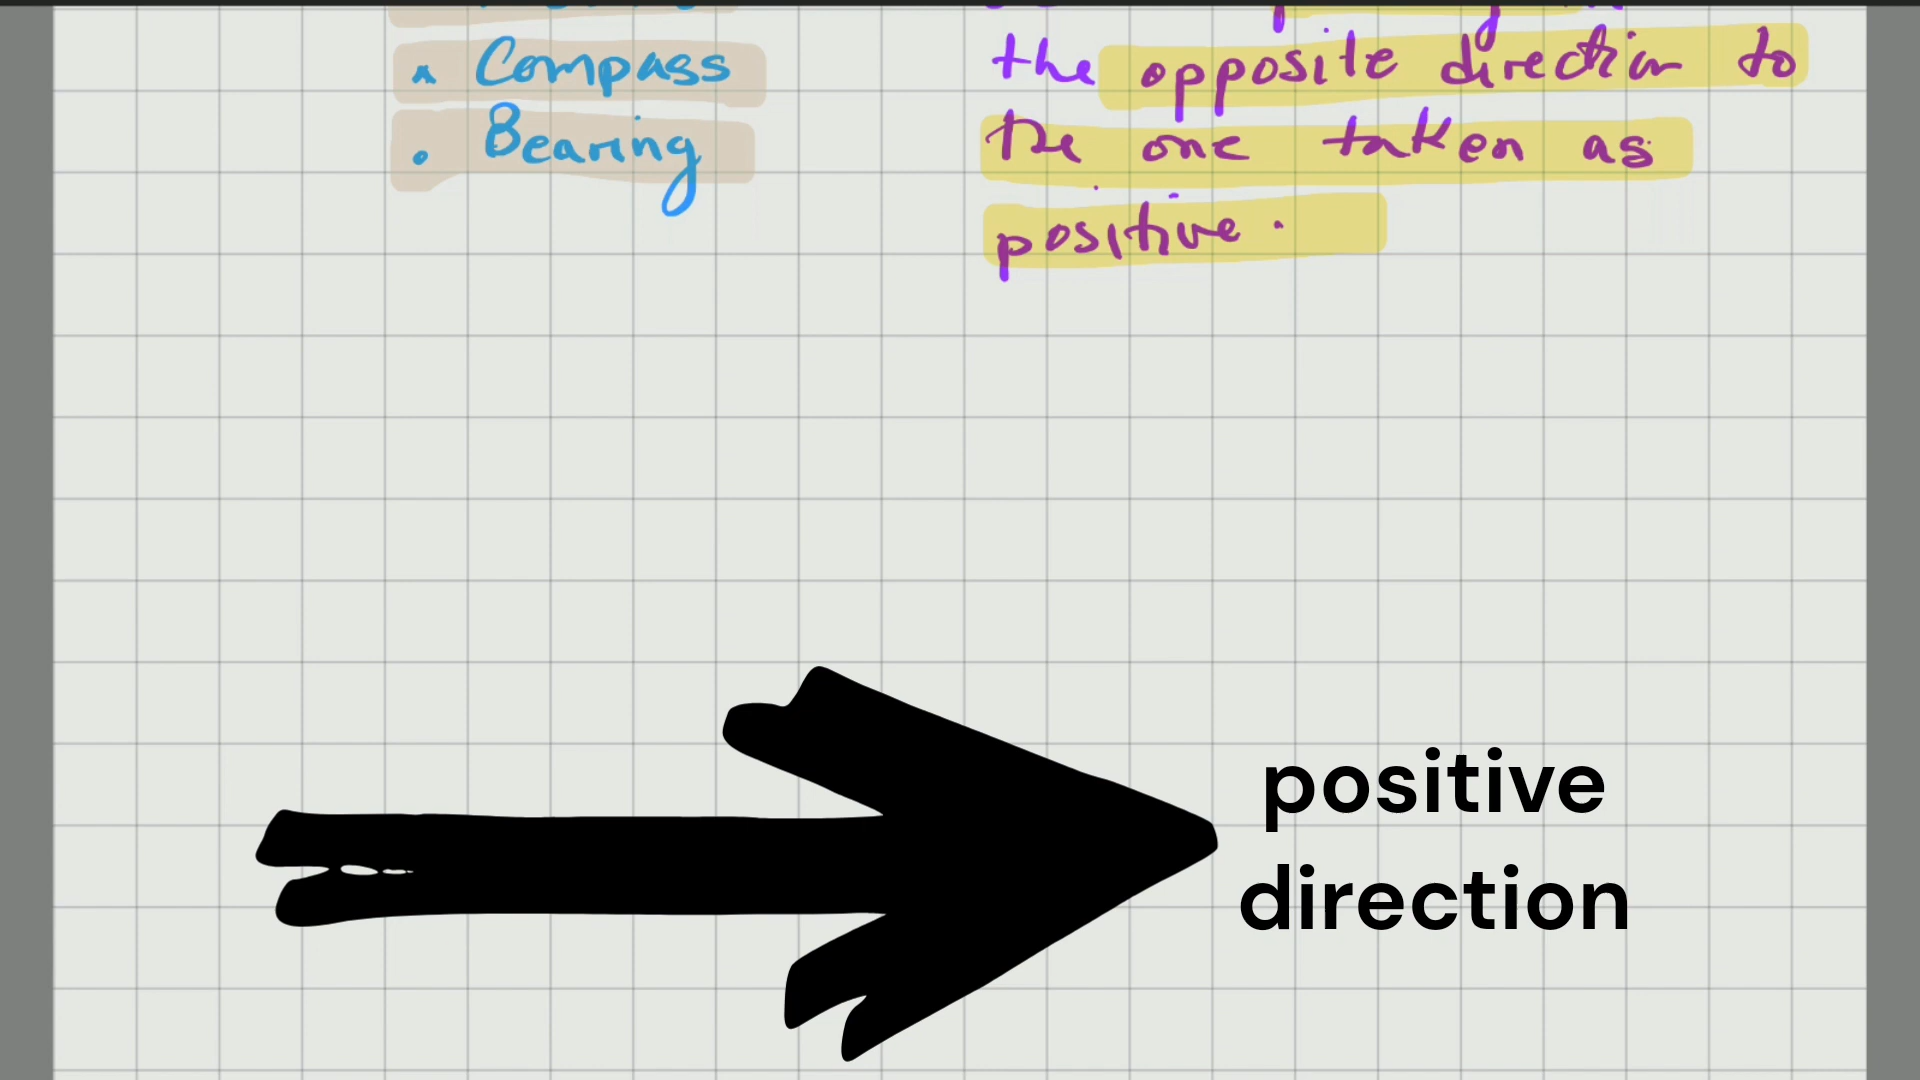 • Compass
• Bearing
the opposite direction to
the one taken as
positive.
positive
direction